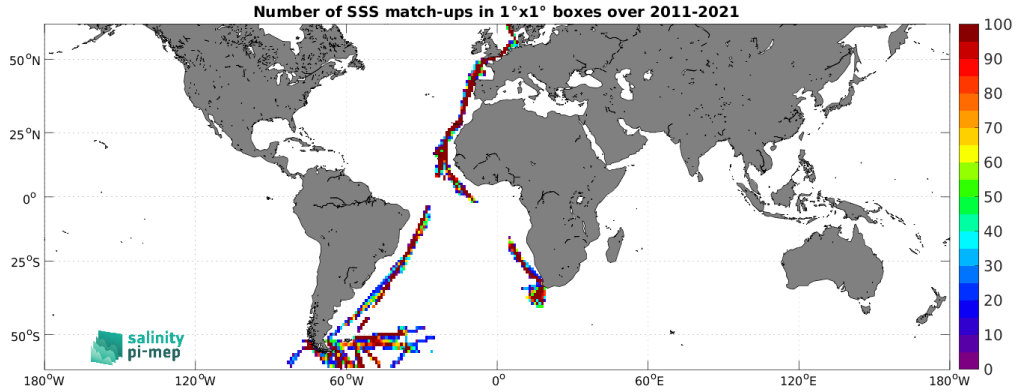 Number of SSS match-ups in 1°x1° boxes over 2011-2021
50°N
25°N
0°
25°S
50°S
180°W
120°W
60°W
0°
60°E
120°E
180°W
100
90
80
70
60
50
40
30
20
10
0
salinity
pi-mep